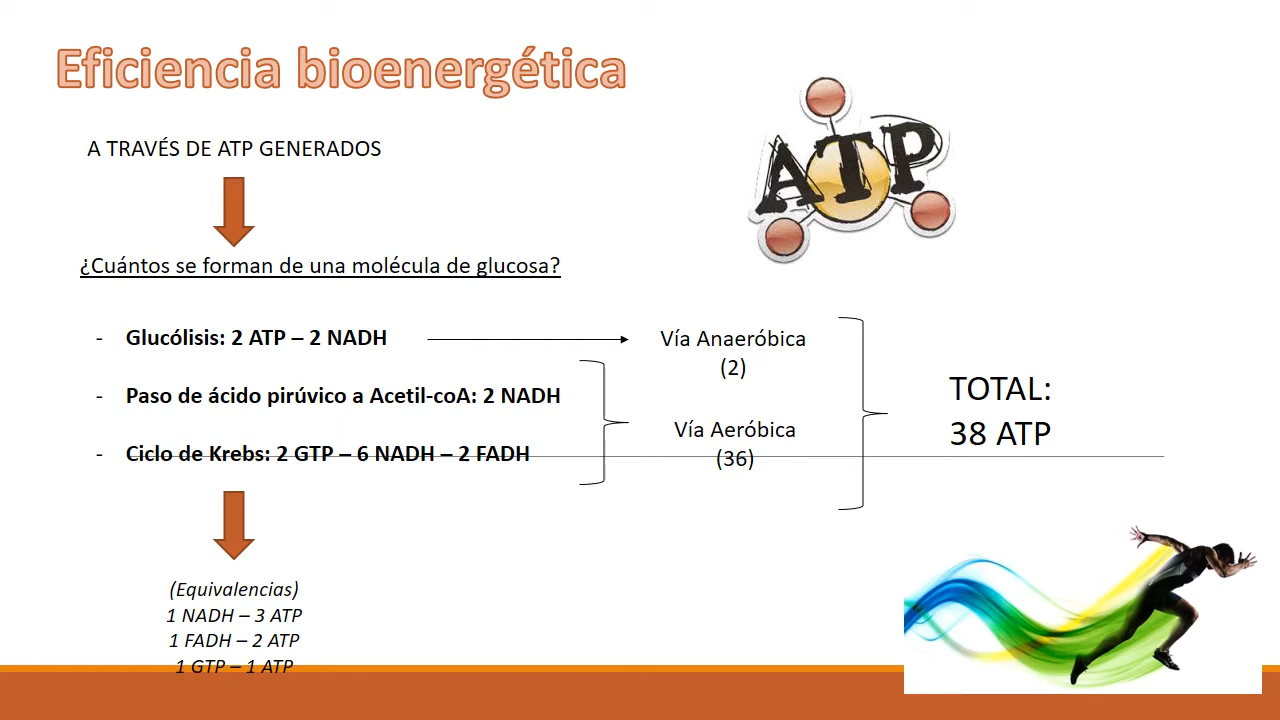 Eficiencia bioenergética
ATP
A TRAVÉS DE ATP GENERADOS
¿Cuántos se forman de una molécula de glucosa?
- Glucólisis: 2 ATP – 2 NADH
Vía Anaeróbica
(2)
- Paso de ácido pirúvico a Acetil-coA: 2 NADH
Vía Aeróbica
(36)
- Ciclo de Krebs: 2 GTP – 6 NADH – 2 FADH
TOTAL:
38 ATP
(Equivalencias)
1 NADH – 3 ATP
1 FADH – 2 ATP
1 GTP – 1 ATP